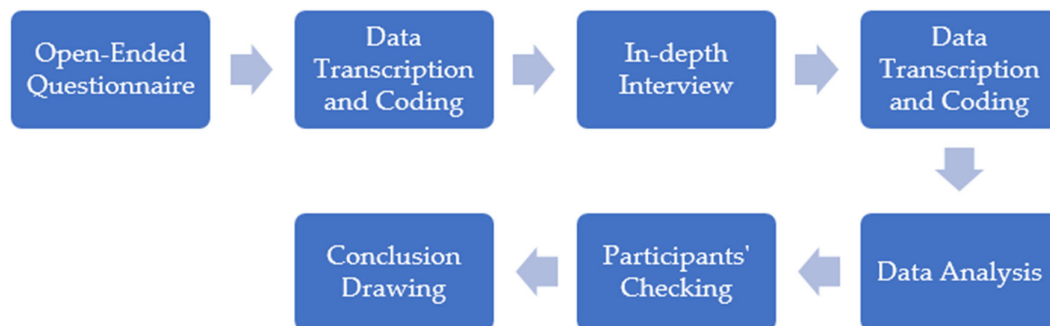 Open-Ended
Questionnaire
Data
Transcription
and Coding
In-depth
Interview
Data
Transcription
and Coding
Data Analysis
Participants'
Checking
Conclusion
Drawing